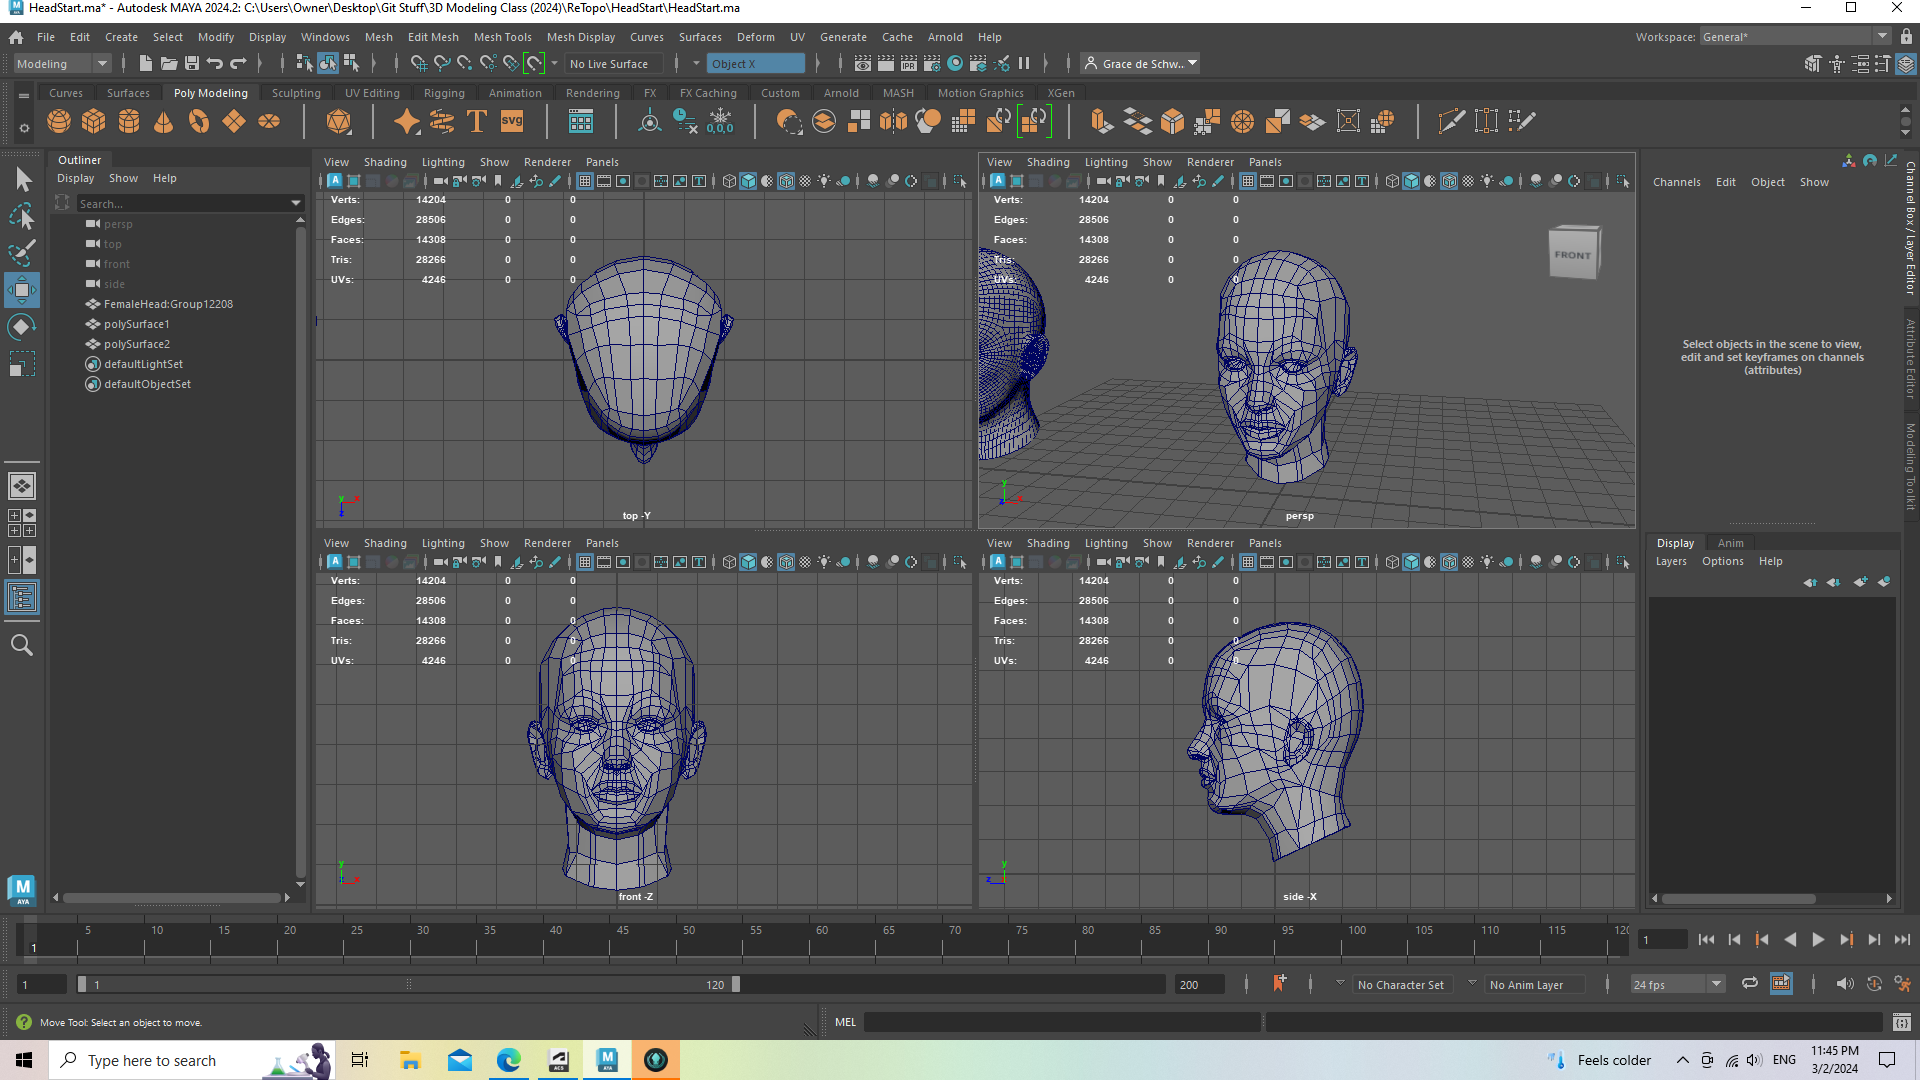 HeadStart.ma* - Autodesk MAYA 2024.2: C:\Users\Owner\Desktop\Git Stuff\3D Modeling Class (2024)\ReTopo\HeadStart\HeadStart.ma
File Edit Create Select Modify Display Windows Mesh Edit Mesh Mesh Tools Mesh Display Curves Surfaces Deform UV Generate Cache Arnold Help
Workspace: General*
Modeling
No Live Surface
Object X
Grace de Schw...
Curves Surfaces Poly Modeling Sculpting UV Editing Rigging Animation Rendering FX FX Caching Custom Arnold MASH Motion Graphics XGen
T
svg
0,0,0
IPR
Outliner
Display Show Help
Search...
persp
top
front
side
FemaleHead:Group12208
polySurface1
polySurface2
defaultLightSet
defaultObjectSet
View Shading Lighting Show Renderer Panels
Verts: 14204 0 0
Edges: 28506 0 0
Faces: 14308 0 0
Tris: 28266 0 0
UVs: 4246 0 0
y x
z
top -Y
View Shading Lighting Show Renderer Panels
Verts: 14204 0 0
Edges: 28506 0 0
Faces: 14308 0 0
Tris: 28266 0 0
UVs: 4246 0 0
FRONT
y
z x
persp
View Shading Lighting Show Renderer Panels
Verts: 14204 0 0
Edges: 28506 0 0
Faces: 14308 0 0
Tris: 28266 0 0
UVs: 4246 0 0
y
z x
front -Z
View Shading Lighting Show Renderer Panels
Verts: 14204 0 0
Edges: 28506 0 0
Faces: 14308 0 0
Tris: 28266 0 0
UVs: 4246 0 0
y
z
side -X
Channels Edit Object Show
Select objects in the scene to view,
edit and set keyframes on channels
(attributes)
Channel Box / Layer Editor
Attribute Editor
Modeling Toolkit
Display Anim
Layers Options Help
M
AYA
1 5 10 15 20 25 30 35 40 45 50 55 60 65 70 75 80 85 90 95 100 105 110 115 120
1
1 1 120 200
No Character Set
No Anim Layer
24 fps
Move Tool: Select an object to move.
MEL
Type here to search
ACS
M
AYA
Feels colder
ENG
11:45 PM
3/2/2024